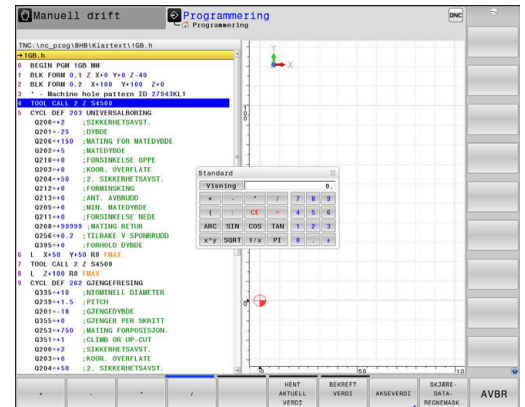 Manuell drift
Programmering
Programmering
DNC
TNC:\nc_prog\BHB\Klartext\1GB.h
→1GB.h
0 BEGIN PGM 1GB MM
1 BLK FORM 0.1 Z X+0 Y+0 Z-40
2 BLK FORM 0.2 X+100 Y+100 Z+0
3 * - Machine hole pattern ID 27943KL1
4 TOOL CALL 2 Z S4500
5 CYCL DEF 203 UNIVERSALBORING
Q200=+2 ;SIKKERHETSAVST.
Q201=-25 ;DYBDE
Q206=+150 ;MATING FOR MATEDYBDE
Q202=+5 ;MATEDYBDE
Q210=+0 ;FORSINKELSE OPPE
Q203=+0 ;KOOR. OVERFLATE
Q204=+50 ;2. SIKKERHETSAVST.
Q212=+0 ;FORMINSKING
Q213=+0 ;ANT. AVBRUDD
Q205=+0 ;MIN. MATEDYBDE
Q211=+0 ;FORSINKELSE NEDE
Q208=+99999 ;MATING RETUR
Q256=+0.2 ;TILBAKE V SPONBRUDD
Q395=+0 ;FORHOLD DYBDE
6 L X+50 Y+50 R0 FMAX
7 TOOL CALL 2 Z S4500
8 L Z+100 R0 FMAX
9 CYCL DEF 262 GJENGEFRESING
Q335=+10 ;NIOMINELL DIAMETER
Q239=+1.5 ;PITCH
Q201=-18 ;GJENGEDYBDE
Q355=+0 ;GJENGER PER SKRITT
Q253=+750 ;MATING FORPOSISJON.
Q351=+1 ;CLIMB OR UP-CUT
Q200=+2 ;SIKKERHETSAVST.
Q203=+0 ;KOOR. OVERFLATE
Q204=+50 ;2. SIKKERHETSAVST.
Y
X
100
0
0
50
10
Standard
Visning 0.
+ - * / 7 8 9
( ) CE = 4 5 6
ARC SIN COS TAN 1 2 3
x^y SQRT 1/x PI 0 . ±
+
-
*
/
HENT
AKTUELL
VERDI
BEKREFT
VERDI
AKSEVERDI
SKJÆRE-
DATA-
REGNEMASK.
AVBR